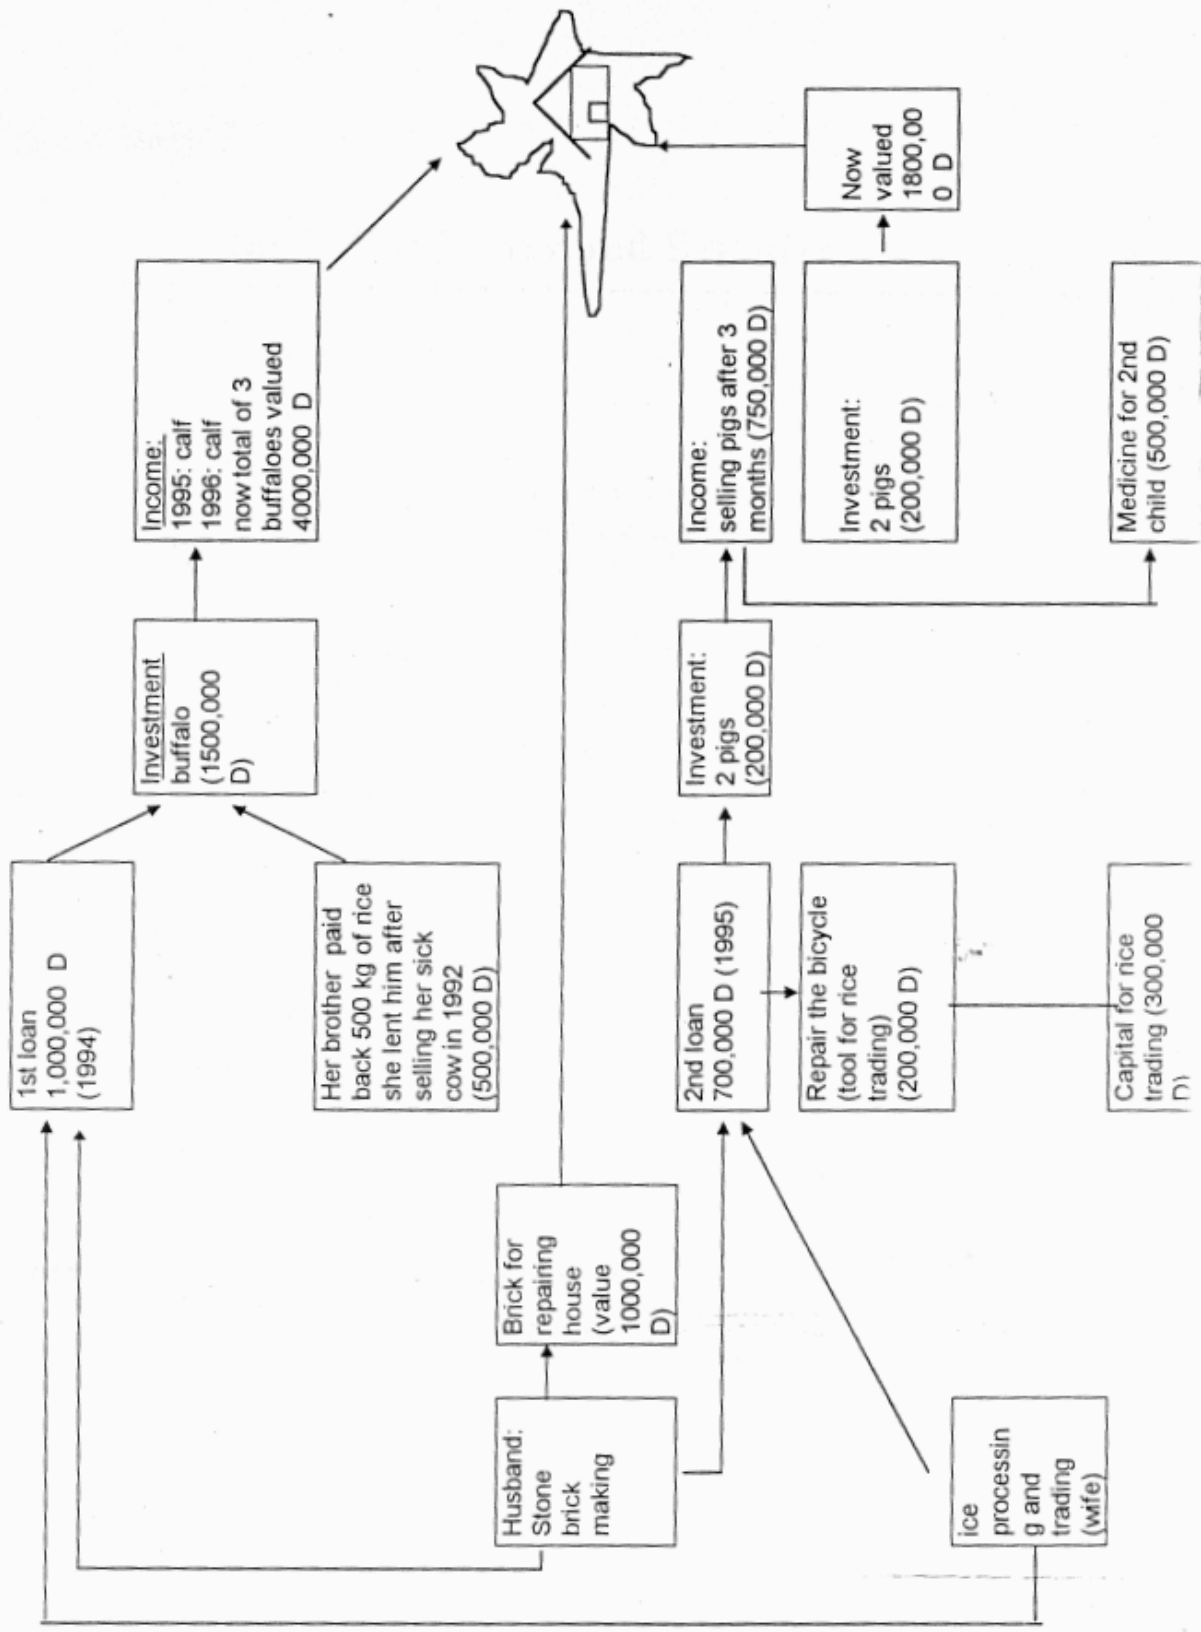 1st loan
1,000,000 D
(1994)
Her brother paid
back 500 kg of rice
she lent him after
selling her sick
cow in 1992
(500,000 D)
Investment
buffalo
(1500,000
D)
Income:
1995: calf
1996: calf
now total of 3
buffaloes valued
4000,000 D
Husband:
Stone
brick
making
Brick for
repairing
house
(value
1000,000
D)
2nd loan
700,000 D (1995)
Investment:
2 pigs
(200,000 D)
Income:
selling pigs after 3
months (750,000 D)
Repair the bicycle
(tool for rice
trading)
(200,000 D)
Investment:
2 pigs
(200,000 D)
Now
valued
1800,00
0 D
ice
processin
g and
trading
(wife)
Capital for rice
trading (300,000
D)
Medicine for 2nd
child (500,000 D)